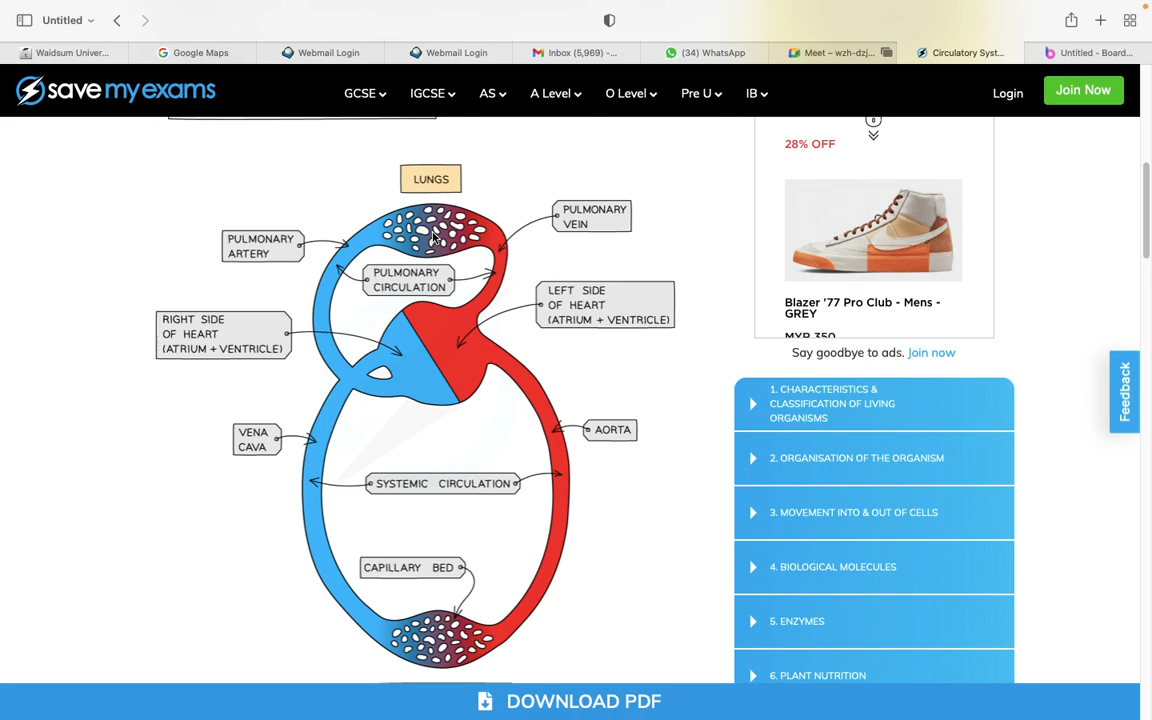 Untitled
Waidsum Univer...
Google Maps
Webmail Login
Webmail Login
Inbox (5,969) -...
(34) WhatsApp
Meet – wzh-dzj...
Circulatory Syst...
Untitled - Board...
save my exams
GCSE
IGCSE
AS
A Level
O Level
Pre U
IB
Login
Join Now
28% OFF
LUNGS
PULMONARY
VEIN
PULMONARY
ARTERY
PULMONARY
CIRCULATION
LEFT SIDE
OF HEART
(ATRIUM + VENTRICLE)
RIGHT SIDE
OF HEART
(ATRIUM + VENTRICLE)
Blazer '77 Pro Club - Mens -
GREY
MYR 350
Say goodbye to ads. Join now
Feedback
VENA
CAVA
AORTA
SYSTEMIC CIRCULATION
CAPILLARY BED
1. CHARACTERISTICS &
CLASSIFICATION OF LIVING
ORGANISMS
2. ORGANISATION OF THE ORGANISM
3. MOVEMENT INTO & OUT OF CELLS
4. BIOLOGICAL MOLECULES
5. ENZYMES
6. PLANT NUTRITION
DOWNLOAD PDF